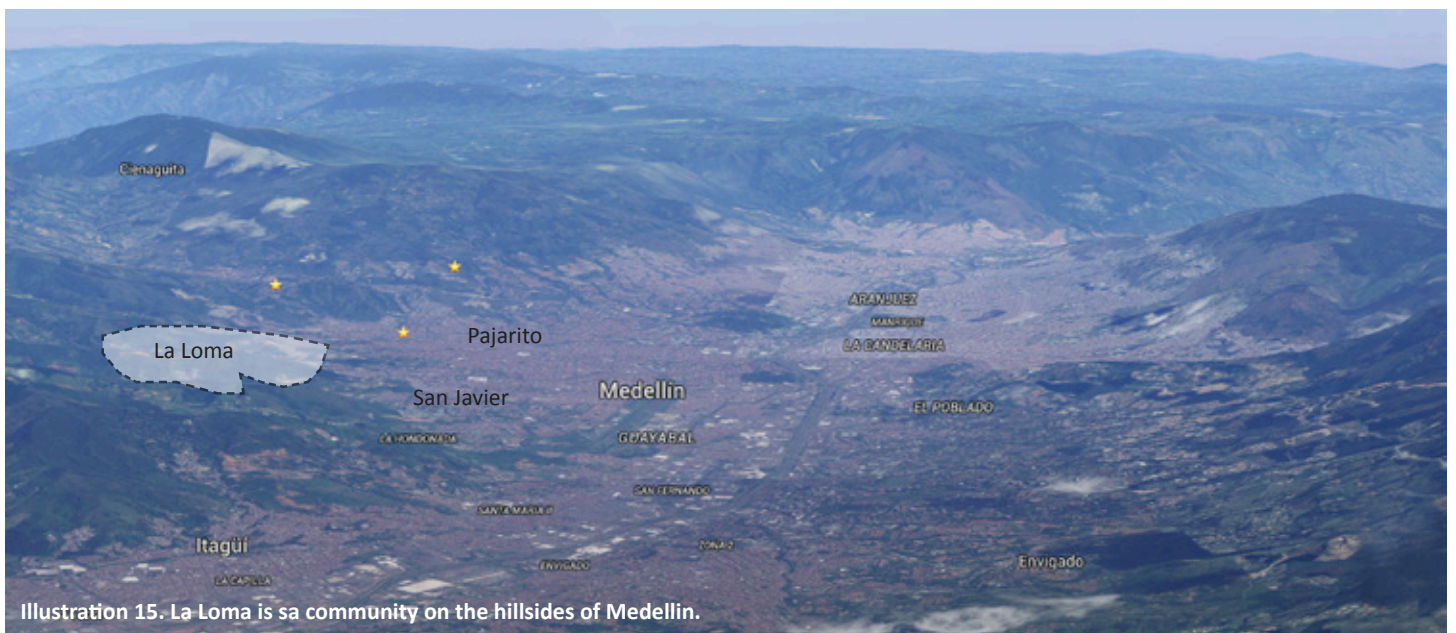 Cienaguita
ARANJUEZ
MANRIQUE
Pajarito
LA CANDELARIA
La Loma
Medellin
San Javier
EL POBLADO
LA HONDONADA
GUAYABAL
SAN FERNANDO
SANTA MARIA II
Itagüi
ZONA 2
Envigado
ENVIGADO
LA CAPILLA
Illustration 15. La Loma is sa community on the hillsides of Medellin.